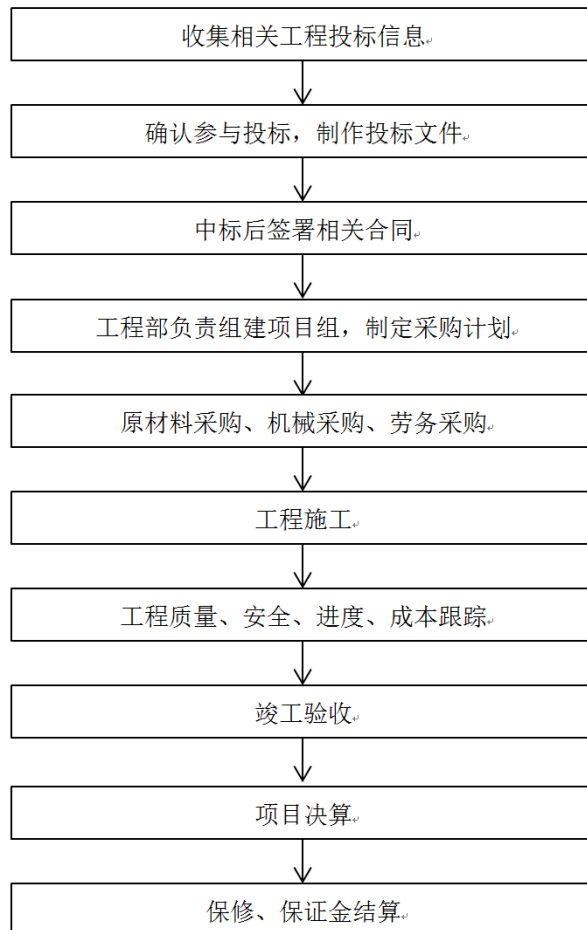 收集相关工程投标信息
确认参与投标，制作投标文件
中标后签署相关合同
工程部负责组建项目组，制定采购计划
原材料采购、机械采购、劳务采购
工程施工
工程质量、安全、进度、成本跟踪
竣工验收
项目决算
保修、保证金结算